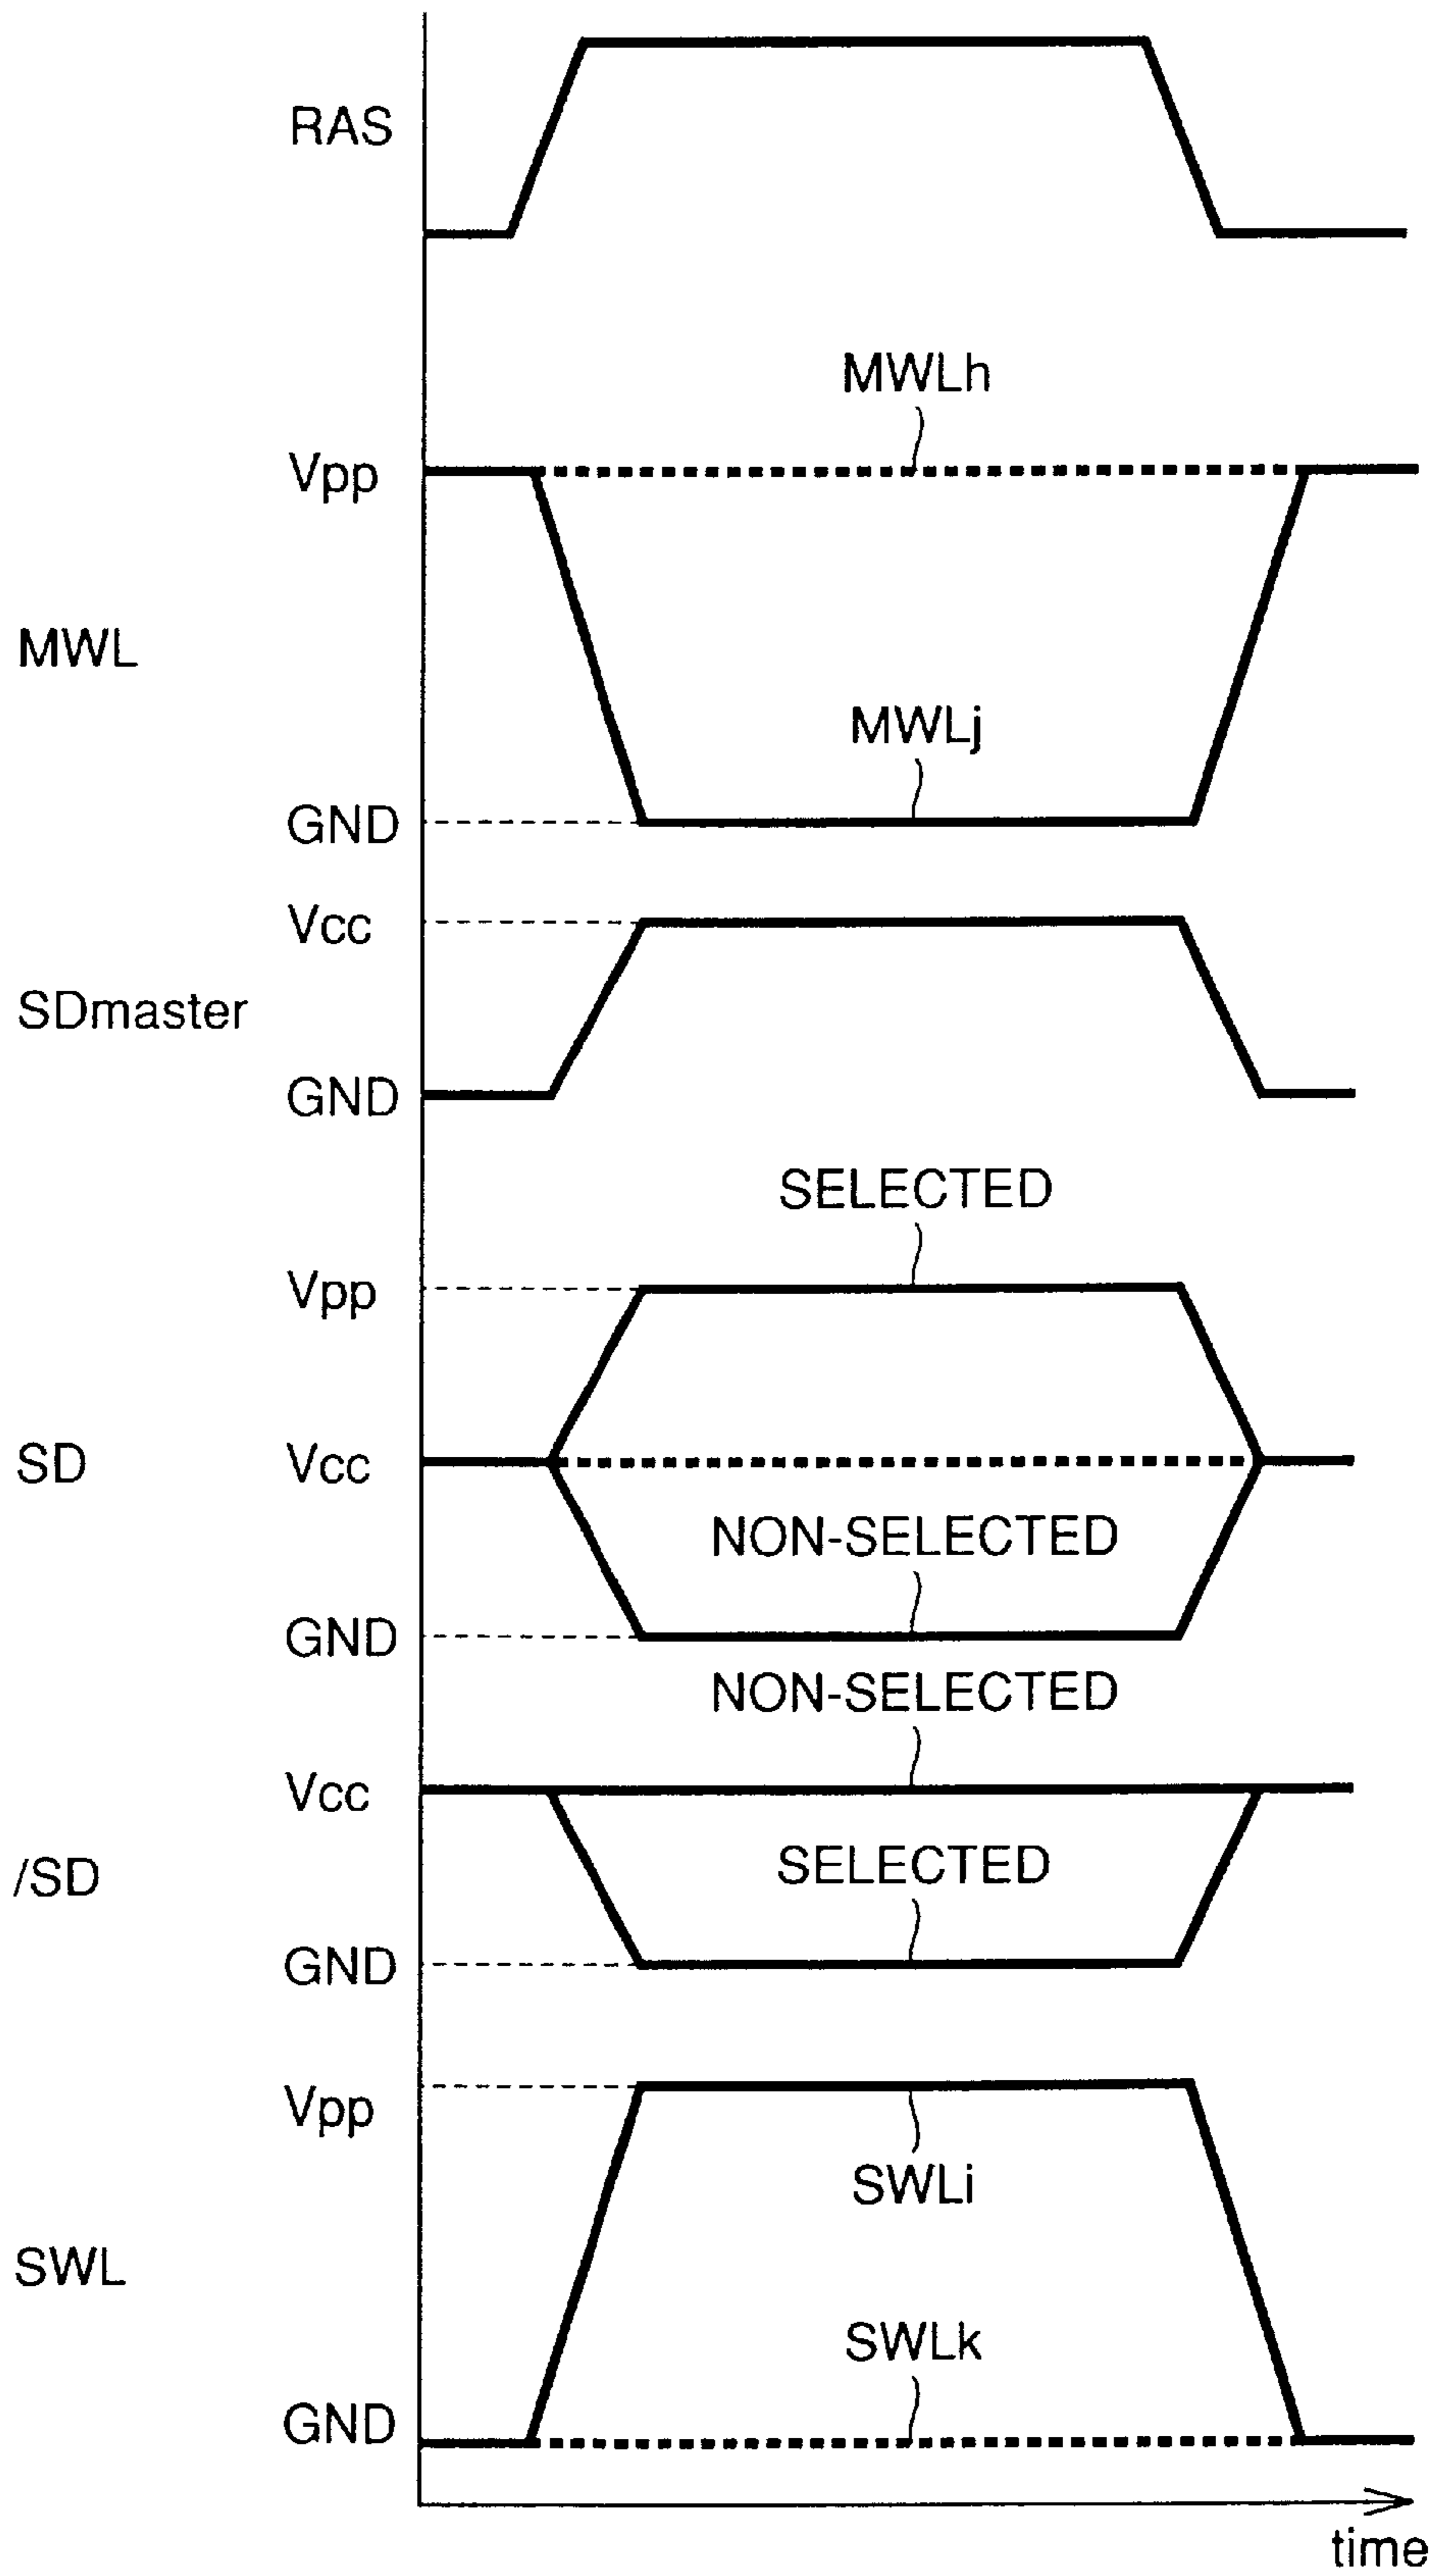 RAS
MWLh
Vpp
MWL
MWLj
GND
Vcc
SDmaster
GND
SELECTED
Vpp
SD
Vcc
NON-SELECTED
GND
NON-SELECTED
Vcc
SELECTED
/SD
GND
Vpp
SWLi
SWL
SWLk
GND
time